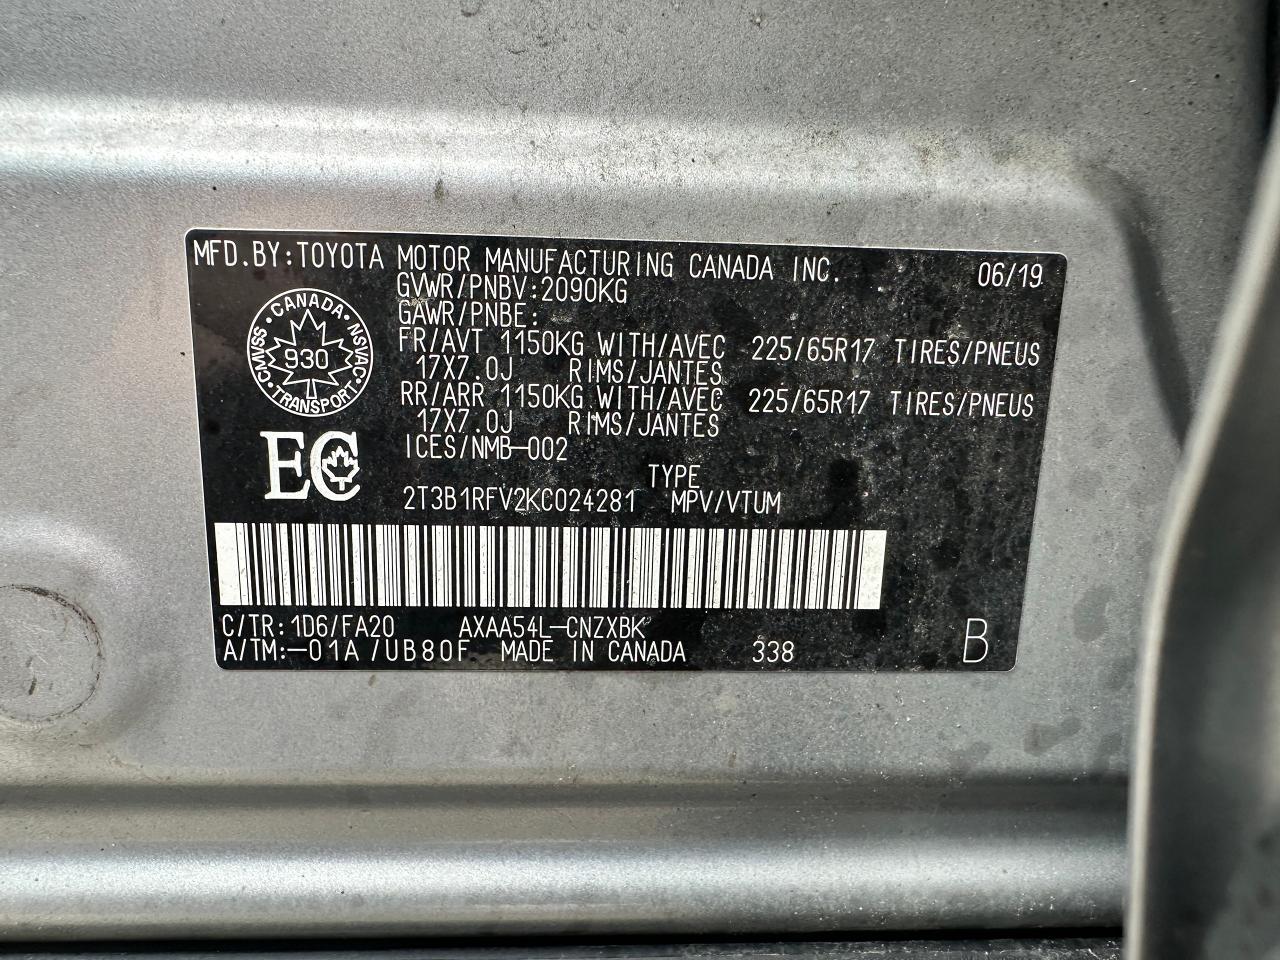 MFD.BY:TOYOTA MOTOR MANUFACTURING CANADA INC. 06/19
GVWR/PNBV:2090KG
GAWR/PNBE:
FR/AVT 1150KG WITH/AVEC 225/65R17 TIRES/PNEUS
17X7.0J RIMS/JANTES
RR/ARR 1150KG WITH/AVEC 225/65R17 TIRES/PNEUS
17X7.0J RIMS/JANTES
ICES/NMB-002
CANADA
CMVSS 930 NSVAC
TRANSPORT
EC
TYPE
2T3B1RFV2KC024281 MPV/VTUM
C/TR:1D6/FA20 AXAA54L-CNZXBK
A/TM:-01A/UB80F MADE IN CANADA 338 B